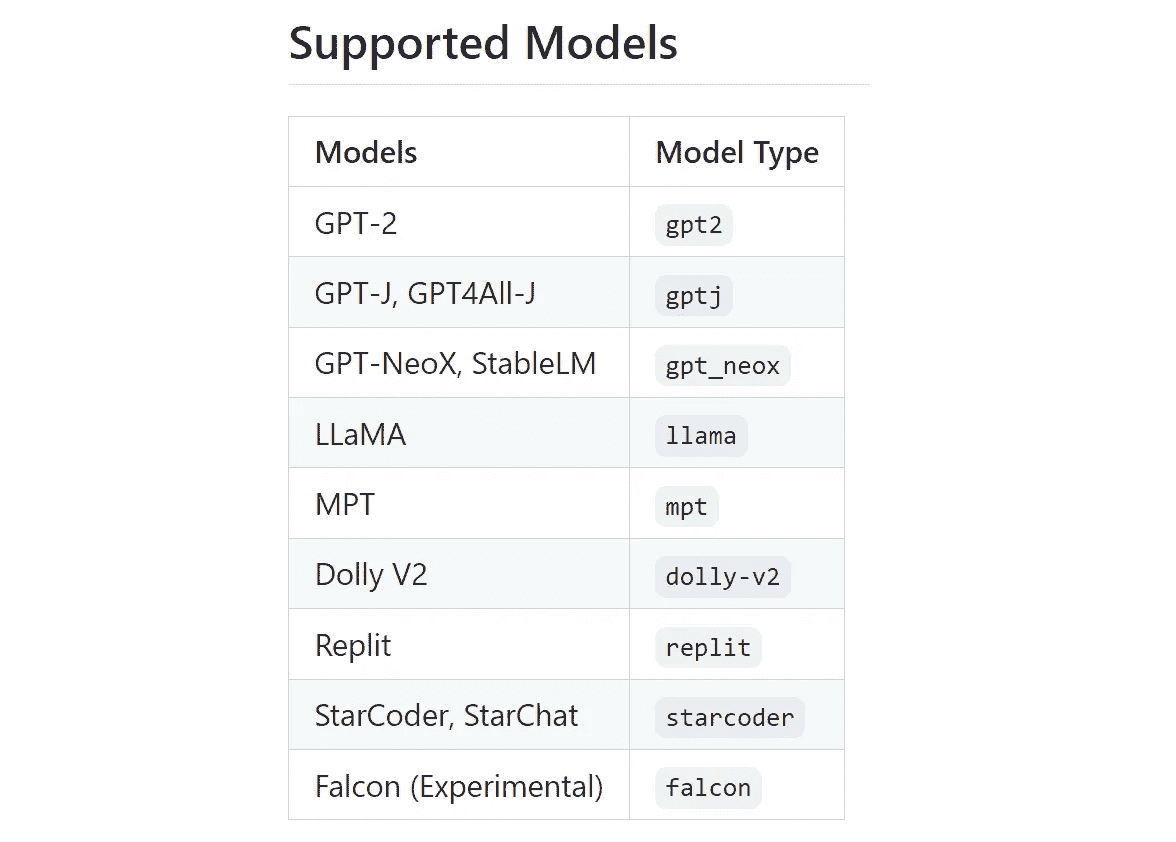 Supported Models
Models Model Type
GPT-2 gpt2
GPT-J, GPT4All-J gptj
GPT-NeoX, StableLM gpt_neox
LLaMA llama
MPT mpt
Dolly V2 dolly-v2
Replit replit
StarCoder, StarChat starcoder
Falcon (Experimental) falcon